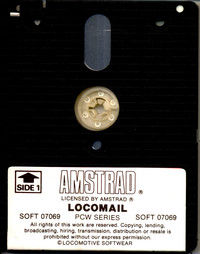 SIDE 1
AMSTRAD®
LICENSED BY AMSTRAD®
LOCOMAIL
SOFT 07069 PCW SERIES SOFT 07069
All rights of this work are reserved. Copying, lending,
broadcasting, hiring, transmission, distribution or resale is
prohibited without our express permission.
©LOCOMOTIVE SOFTWEAR